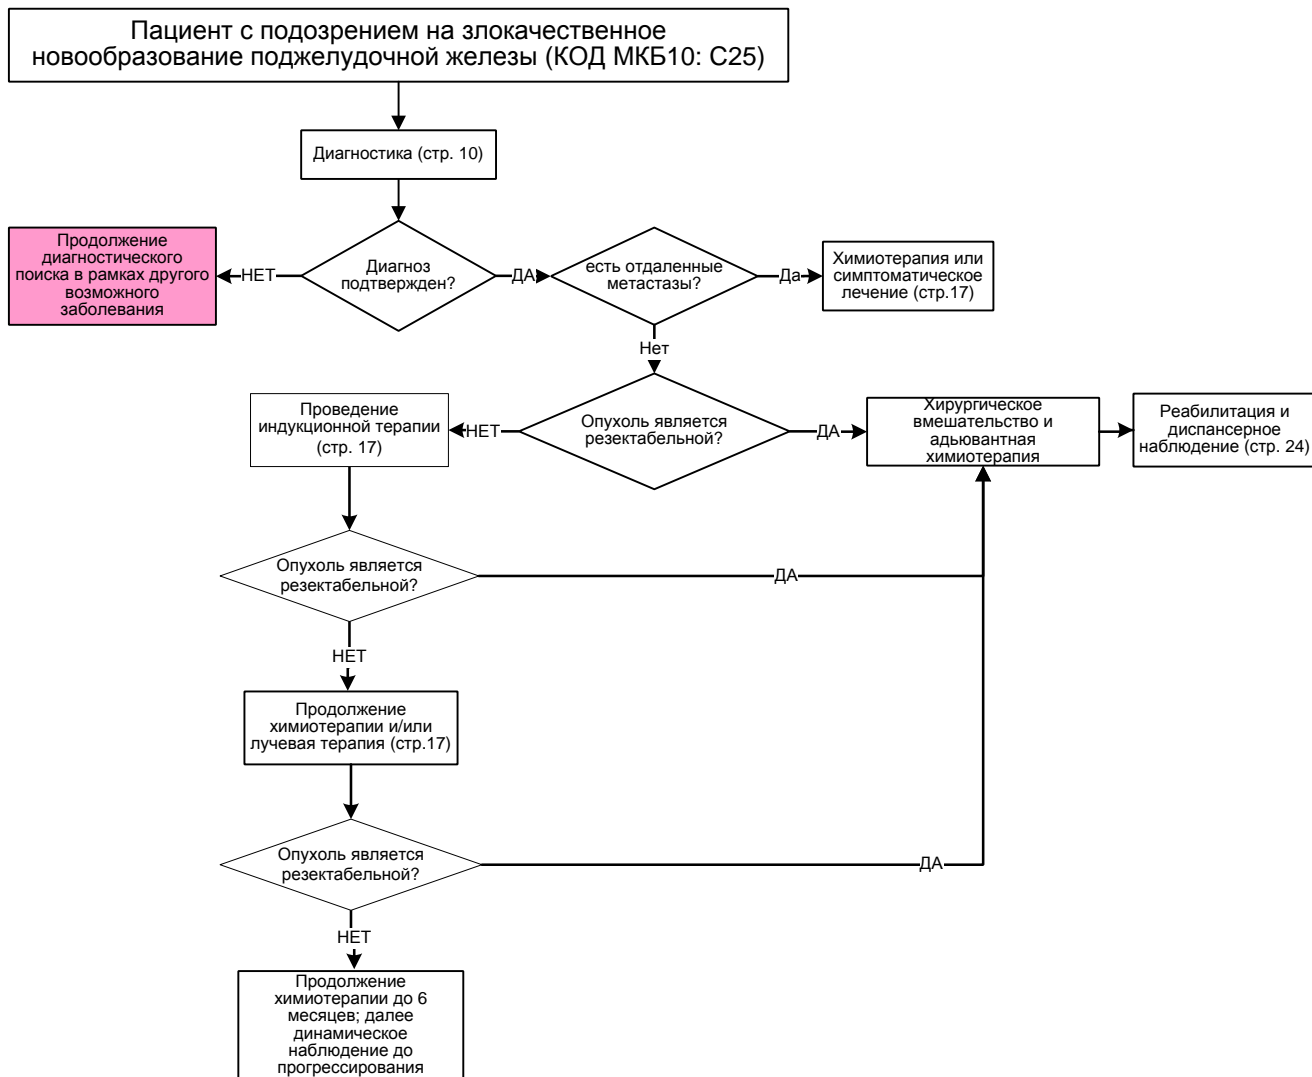 Пациент с подозрением на злокачественное
новообразование поджелудочной железы (КОД МКБ10: С25)
Диагностика (стр. 10)
Продолжение
диагностического
поиска в рамках другого
возможного
заболевания
НЕТ
Диагноз
подтвержден?
ДА
есть отдаленные
метастазы?
Да
Химиотерапия или
симптоматическое
лечение (стр.17)
Нет
Проведение
индукционной терапии
(стр. 17)
НЕТ
Опухоль является
резектабельной?
ДА
Хирургическое
вмешательство и
адьювантная
химиотерапия
Реабилитация и
диспансерное
наблюдение (стр. 24)
Опухоль является
резектабельной?
ДА
НЕТ
Продолжение
химиотерапии и/или
лучевая терапия (стр.17)
Опухоль является
резектабельной?
ДА
НЕТ
Продолжение
химиотерапии до 6
месяцев; далее
динамическое
наблюдение до
прогрессирования